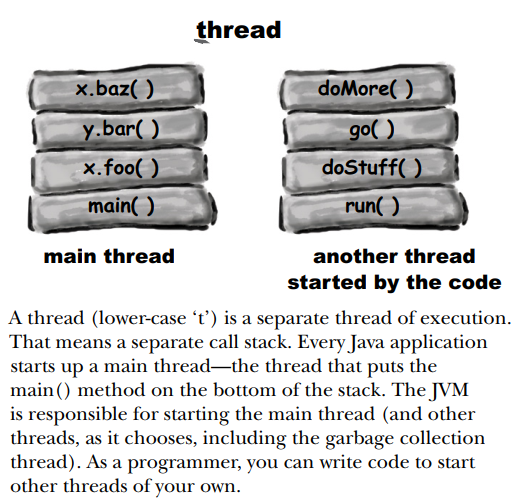 thread
x.baz( )
y.bar( )
x.foo( )
main( )
main thread
doMore( )
go( )
doStuff( )
run( )
another thread
started by the code
A thread (lower-case ‘t’) is a separate thread of execution.
That means a separate call stack. Every Java application
starts up a main thread—the thread that puts the
main() method on the bottom of the stack. The JVM
is responsible for starting the main thread (and other
threads, as it chooses, including the garbage collection
thread). As a programmer, you can write code to start
other threads of your own.